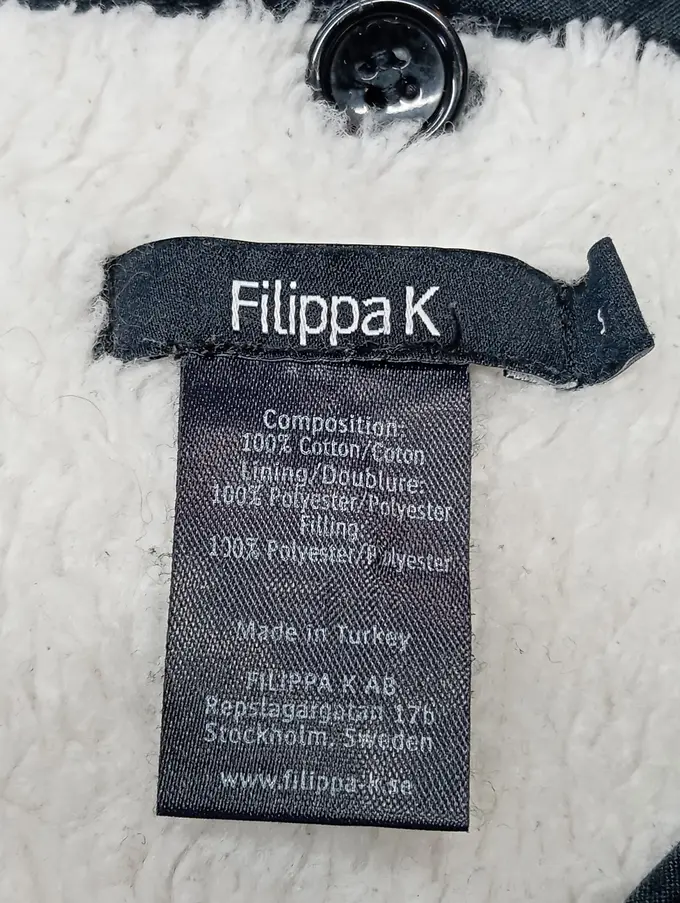 Filippa K
S
Composition:
100% Cotton/Coton
Lining/Doublure:
100% Polyester/Polyester
Filling:
100% Polyester/Polyester
Made in Turkey
FILIPPA K AB
Repslagargatan 17b
Stockholm, Sweden
www.filippa-k.se